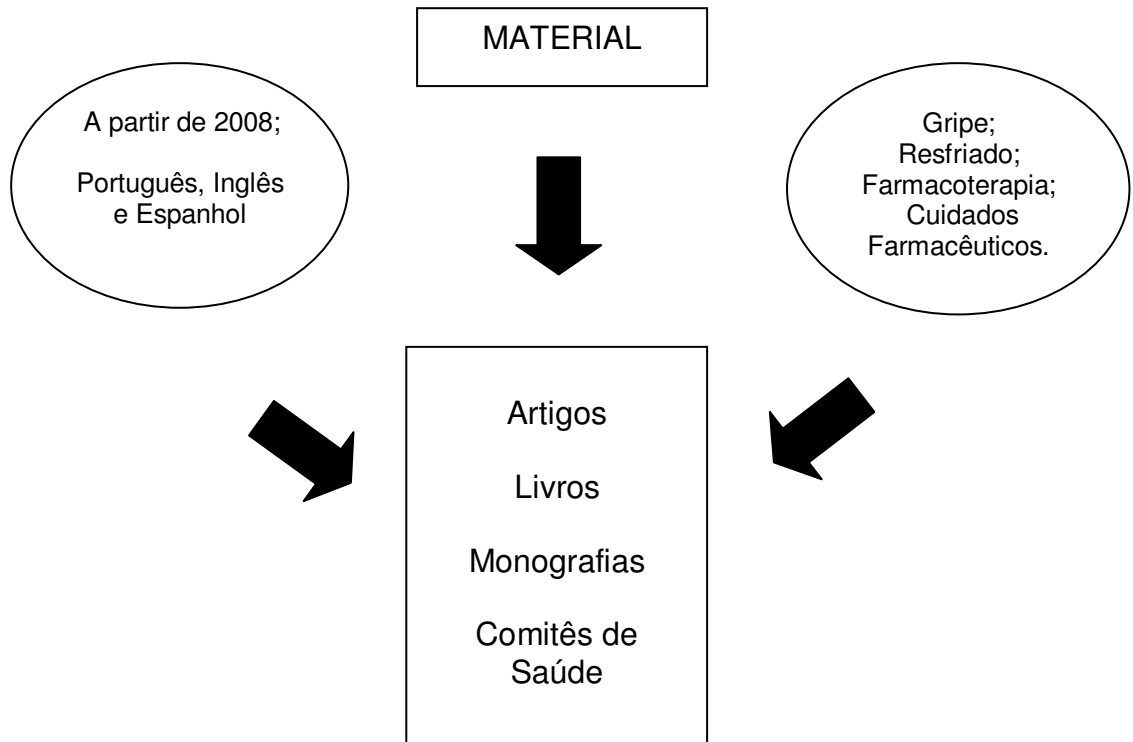 MATERIAL
A partir de 2008;
Português, Inglês
e Espanhol
Gripe;
Resfriado;
Farmacoterapia;
Cuidados
Farmacêuticos.
Artigos
Livros
Monografias
Comitês de
Saúde